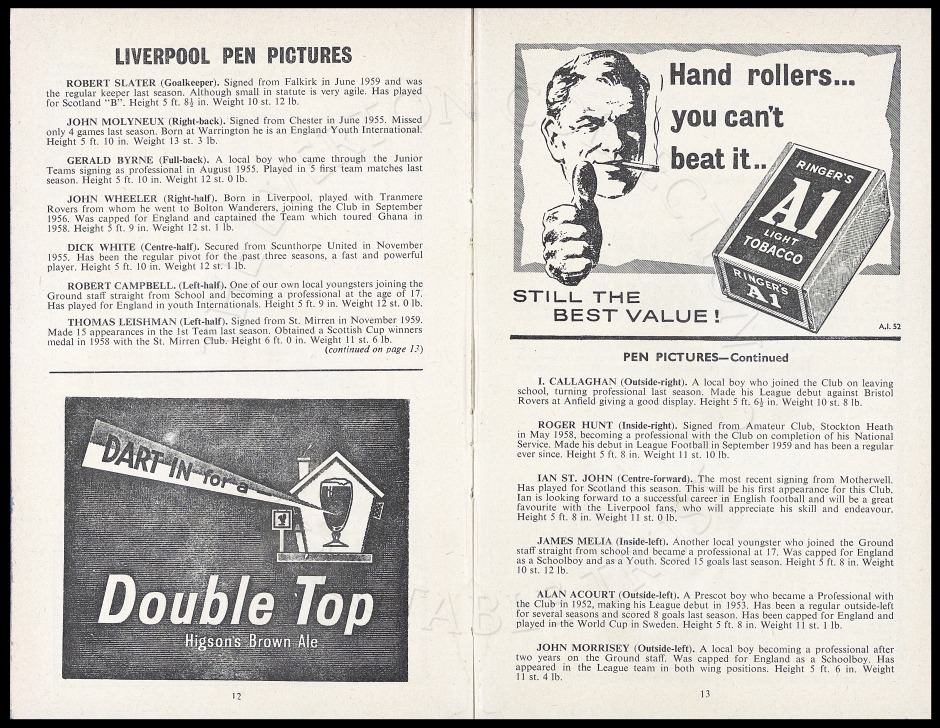 LIVERPOOL PEN PICTURES
ROBERT SLATER (Goalkeeper). Signed from Falkirk in June 1959 and was
the regular keeper last season. Although small in statute is very agile. Has played
for Scotland "B". Height 5 ft. 8½ in. Weight 10 st. 12 lb.
JOHN MOLYNEUX (Right-back). Signed from Chester in June 1955. Missed
only 4 games last season. Born at Warrington he is an England Youth International.
Height 5 ft. 10 in. Weight 13 st. 3 lb.
GERALD BYRNE (Full-back). A local boy who came through the Junior
Teams signing as professional in August 1955. Played in 5 first team matches last
season. Height 5 ft. 10 in. Weight 12 st. 0 lb.
JOHN WHEELER (Right-half). Born in Liverpool, played with Tranmere
Rovers from whom he went to Bolton Wanderers, joining the Club in September
1956. Was capped for England and captained the Team which toured Ghana in
1958. Height 5 ft. 9 in. Weight 12 st. 1 lb.
DICK WHITE (Centre-half). Secured from Scunthorpe United in November
1955. Has been the regular pivot for the past three seasons, a fast and powerful
player. Height 5 ft. 10 in. Weight 12 st. 1 lb.
ROBERT CAMPBELL. (Left-half). One of our own local youngsters joining the
Ground staff straight from School and becoming a professional at the age of 17.
Has played for England in youth Internationals. Height 5 ft. 9 in. Weight 12 st. 0 lb.
THOMAS LEISHMAN (Left-half). Signed from St. Mirren in November 1959.
Made 15 appearances in the 1st Team last season. Obtained a Scottish Cup winners
medal in 1958 with the St. Mirren Club. Height 6 ft. 0 in. Weight 11 st. 6 lb.
(continued on page 13)
DART IN for a
Double Top
Higson's Brown Ale
12
Hand rollers...
you can't
beat it..
RINGER'S
A1
LIGHT
TOBACCO
RINGER'S
A1
STILL THE
BEST VALUE!
A.I. 52
PEN PICTURES—Continued
I. CALLAGHAN (Outside-right). A local boy who joined the Club on leaving
school, turning professional last season. Made his League debut against Bristol
Rovers at Anfield giving a good display. Height 5 ft. 6½ in. Weight 10 st. 8 lb.
ROGER HUNT (Inside-right). Signed from Amateur Club, Stockton Heath
in May 1958, becoming a professional with the Club on completion of his National
Service. Made his debut in League Football in September 1959 and has been a regular
ever since. Height 5 ft. 8 in. Weight 11 st. 10 lb.
IAN ST. JOHN (Centre-forward). The most recent signing from Motherwell.
Has played for Scotland this season. This will be his first appearance for this Club.
Ian is looking forward to a successful career in English football and will be a great
favourite with the Liverpool fans, who will appreciate his skill and endeavour.
Height 5 ft. 8 in. Weight 11 st. 0 lb.
JAMES MELIA (Inside-left). Another local youngster who joined the Ground
staff straight from school and became a professional at 17. Was capped for England
as a Schoolboy and as a Youth. Scored 15 goals last season. Height 5 ft. 8 in. Weight
10 st. 12 lb.
ALAN ACOURT (Outside-left). A Prescot boy who became a Professional with
the Club in 1952, making his League debut in 1953. Has been a regular outside-left
for several seasons and scored 8 goals last season. Has been capped for England and
played in the World Cup in Sweden. Height 5 ft. 8 in. Weight 11 st. 1 lb.
JOHN MORRISEY (Outside-left). A local boy becoming a professional after
two years on the Ground staff. Was capped for England as a Schoolboy. Has
appeared in the League team in both wing positions. Height 5 ft. 6 in. Weight
11 st. 4 lb.
13